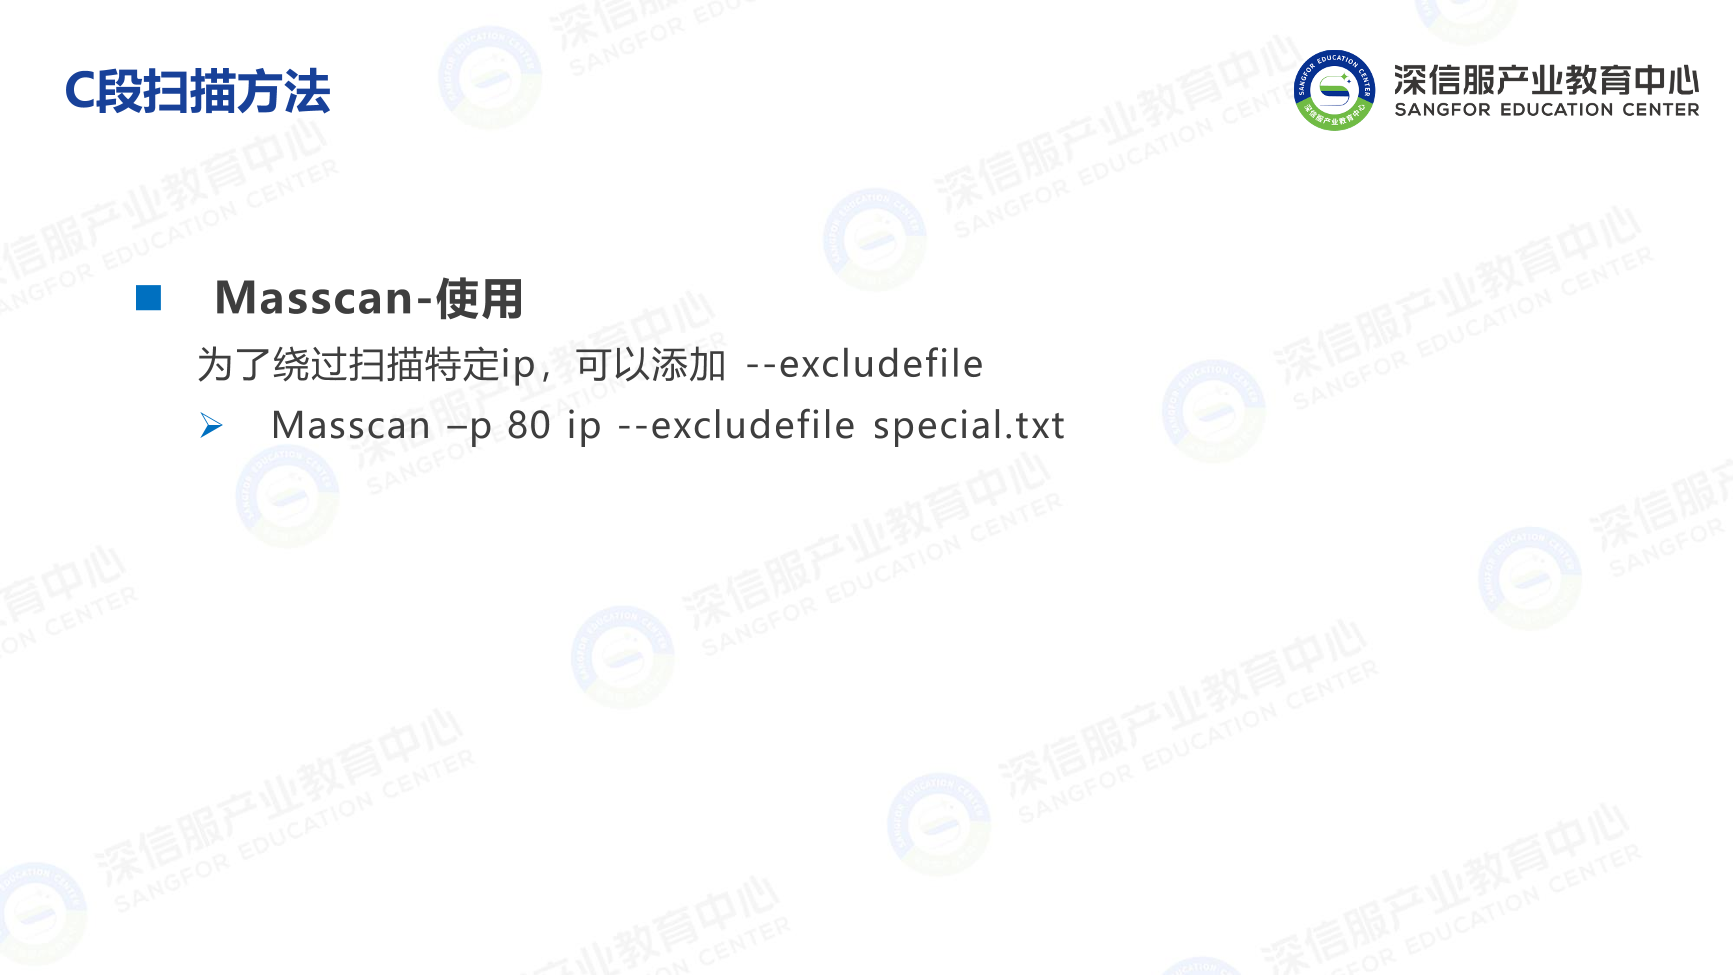 C段扫描方法
深信服产业教育中心
SANGFOR EDUCATION CENTER
Masscan-使用
为了绕过扫描特定ip，可以添加 --excludefile
Masscan –p 80 ip --excludefile special.txt